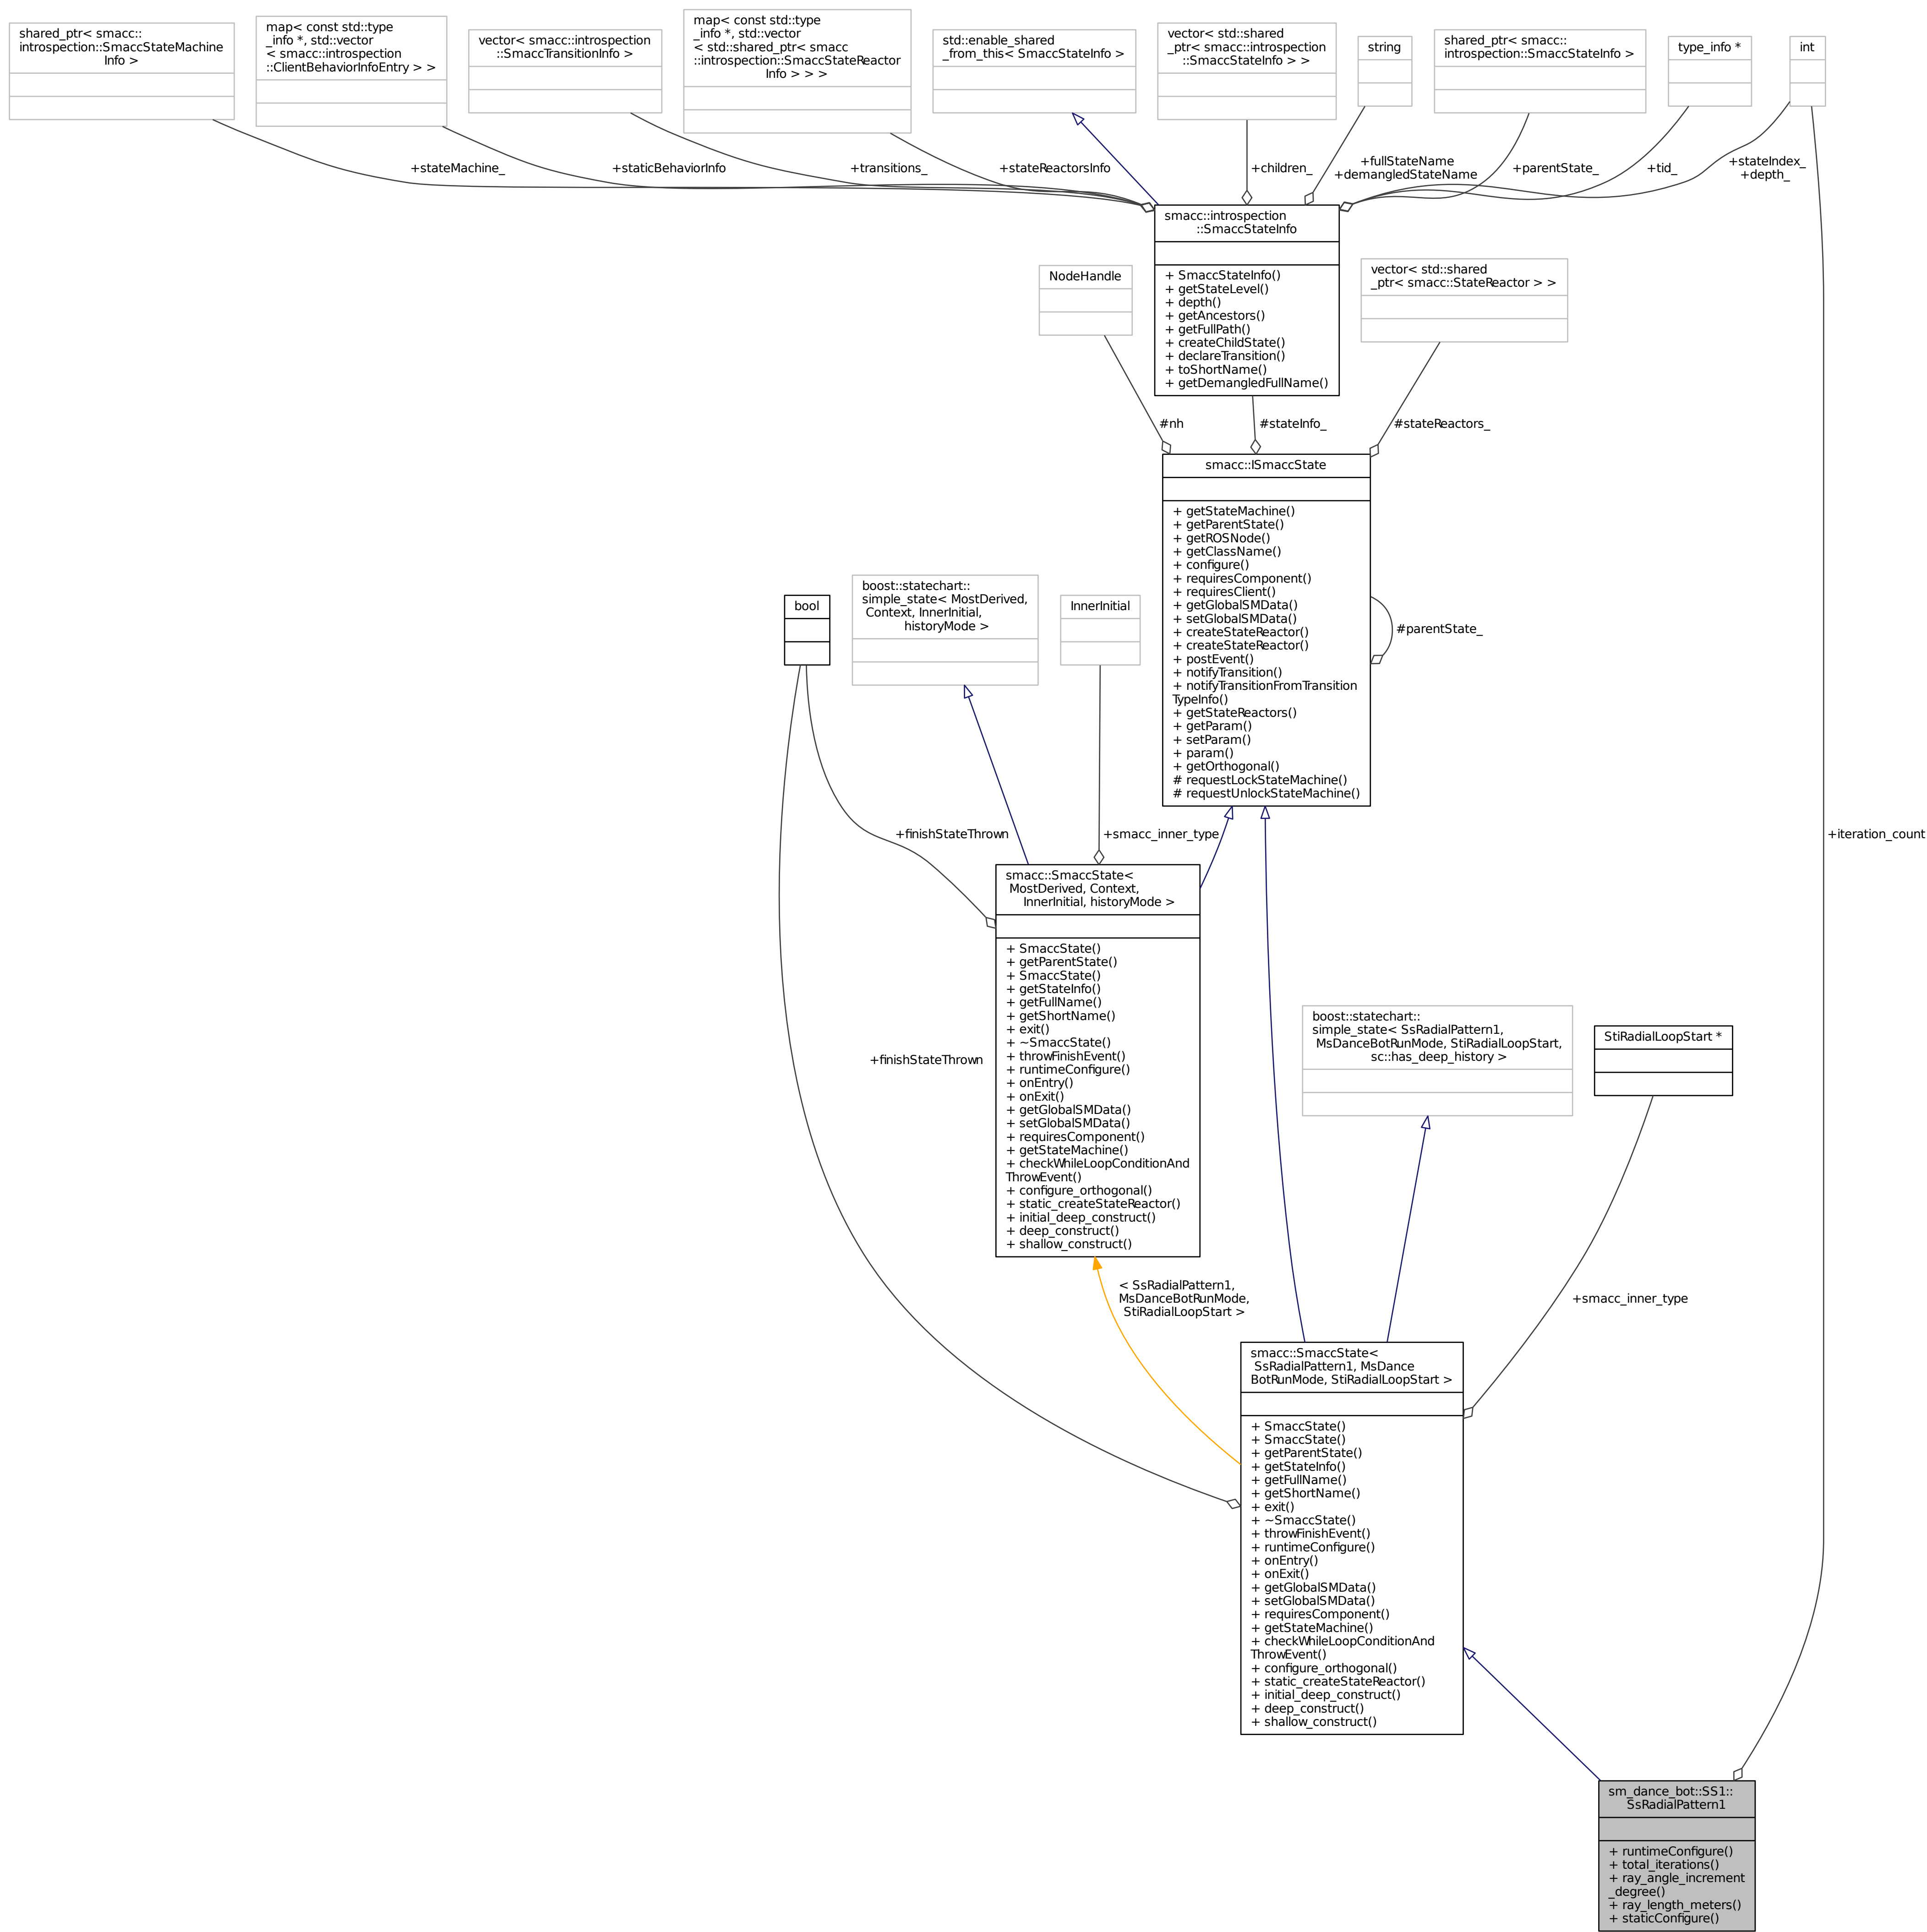 shared_ptr< smacc::
introspection::SmaccStateMachine
Info >
map< const std::type
_info *, std::vector
< smacc::introspection
::ClientBehaviorInfoEntry > >
vector< smacc::introspection
::SmaccTransitionInfo >
map< const std::type
_info *, std::vector
< std::shared_ptr< smacc
::introspection::SmaccStateReactor
Info > > >
std::enable_shared
_from_this< SmaccStateInfo >
vector< std::shared
_ptr< smacc::introspection
::SmaccStateInfo > >
string
shared_ptr< smacc::
introspection::SmaccStateInfo >
type_info *
int
+stateMachine_
+staticBehaviorInfo
+transitions_
+stateReactorsInfo
+children_
+fullStateName
+demangledStateName
+parentState_
+tid_
+stateIndex_
+depth_
smacc::introspection
::SmaccStateInfo
+ SmaccStateInfo()
+ getStateLevel()
+ depth()
+ getAncestors()
+ getFullPath()
+ createChildState()
+ declareTransition()
+ toShortName()
+ getDemangledFullName()
NodeHandle
vector< std::shared
_ptr< smacc::StateReactor > >
#nh
#stateInfo_
#stateReactors_
smacc::ISmaccState
+ getStateMachine()
+ getParentState()
+ getROSNode()
+ getClassName()
+ configure()
+ requiresComponent()
+ requiresClient()
+ getGlobalSMData()
+ setGlobalSMData()
+ createStateReactor()
+ createStateReactor()
+ postEvent()
+ notifyTransition()
+ notifyTransitionFromTransition
TypeInfo()
+ getStateReactors()
+ getParam()
+ setParam()
+ param()
+ getOrthogonal()
# requestLockStateMachine()
# requestUnlockStateMachine()
#parentState_
bool
boost::statechart::
simple_state< MostDerived,
Context, InnerInitial,
historyMode >
InnerInitial
+finishStateThrown
+smacc_inner_type
+iteration_count
smacc::SmaccState<
MostDerived, Context,
InnerInitial, historyMode >
+ SmaccState()
+ getParentState()
+ SmaccState()
+ getStateInfo()
+ getFullName()
+ getShortName()
+ exit()
+ ~SmaccState()
+ throwFinishEvent()
+ runtimeConfigure()
+ onEntry()
+ onExit()
+ getGlobalSMData()
+ setGlobalSMData()
+ requiresComponent()
+ getStateMachine()
+ checkWhileLoopConditionAnd
ThrowEvent()
+ configure_orthogonal()
+ static_createStateReactor()
+ initial_deep_construct()
+ deep_construct()
+ shallow_construct()
+finishStateThrown
boost::statechart::
simple_state< SsRadialPattern1,
MsDanceBotRunMode, StiRadialLoopStart,
sc::has_deep_history >
StiRadialLoopStart *
< SsRadialPattern1,
MsDanceBotRunMode,
StiRadialLoopStart >
+smacc_inner_type
smacc::SmaccState<
SsRadialPattern1, MsDance
BotRunMode, StiRadialLoopStart >
+ SmaccState()
+ SmaccState()
+ getParentState()
+ getStateInfo()
+ getFullName()
+ getShortName()
+ exit()
+ ~SmaccState()
+ throwFinishEvent()
+ runtimeConfigure()
+ onEntry()
+ onExit()
+ getGlobalSMData()
+ setGlobalSMData()
+ requiresComponent()
+ getStateMachine()
+ checkWhileLoopConditionAnd
ThrowEvent()
+ configure_orthogonal()
+ static_createStateReactor()
+ initial_deep_construct()
+ deep_construct()
+ shallow_construct()
sm_dance_bot::SS1::
SsRadialPattern1
+ runtimeConfigure()
+ total_iterations()
+ ray_angle_increment
_degree()
+ ray_length_meters()
+ staticConfigure()